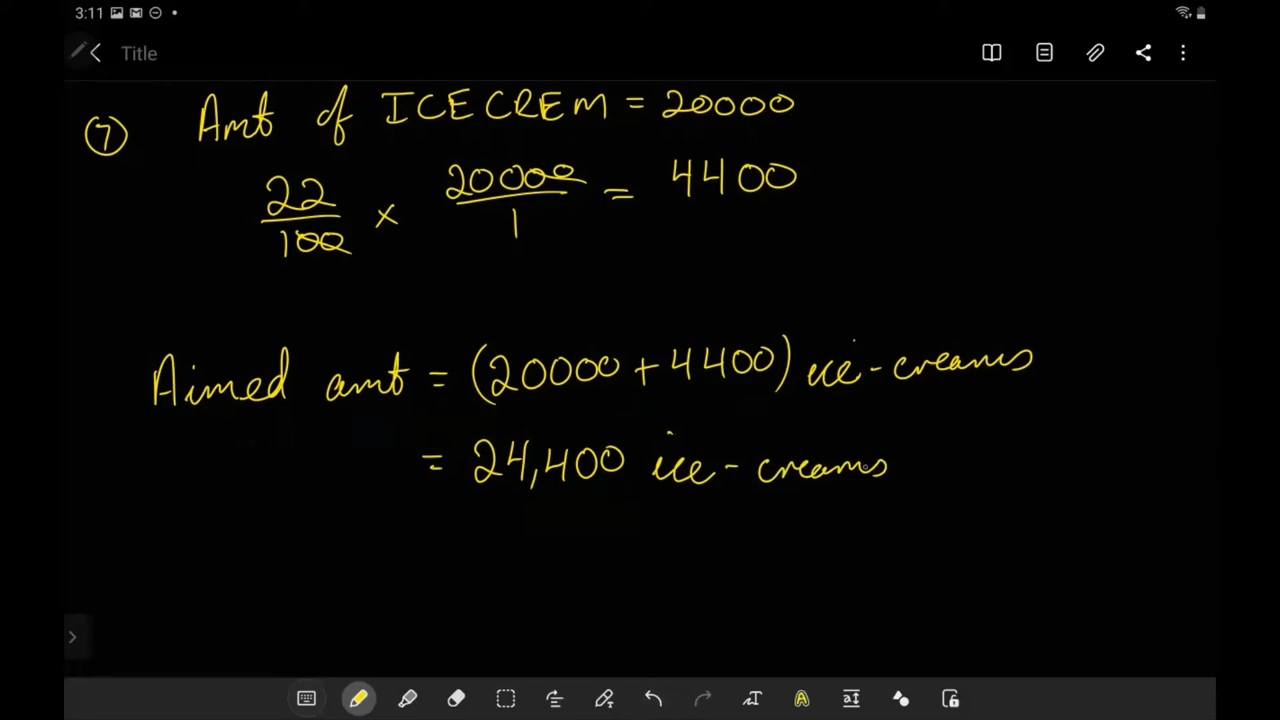 3:11
Title
7 Amt of ICECREM = 20000
22/100 × 20000/1 = 4400
Aimed amt = (20000 + 4400) ice-creams
= 24,400 ice-creams